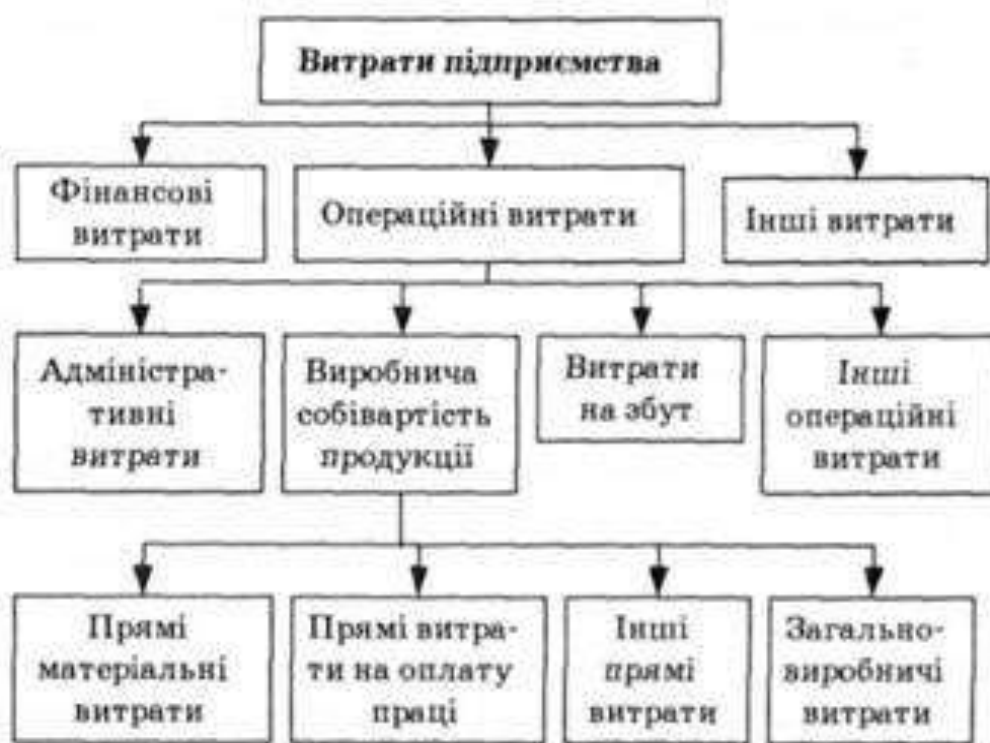 Витрати підприємства
Фінансові
витрати
Операційні витрати
Інші витрати
Адміністра-
тивні
витрати
Виробнича
собівартість
продукції
Витрати
на збут
Інші
операційні
витрати
Прямі
матеріальні
витрати
Прямі витра-
ти на оплату
праці
Інші
прямі
витрати
Загально-
виробничі
витрати